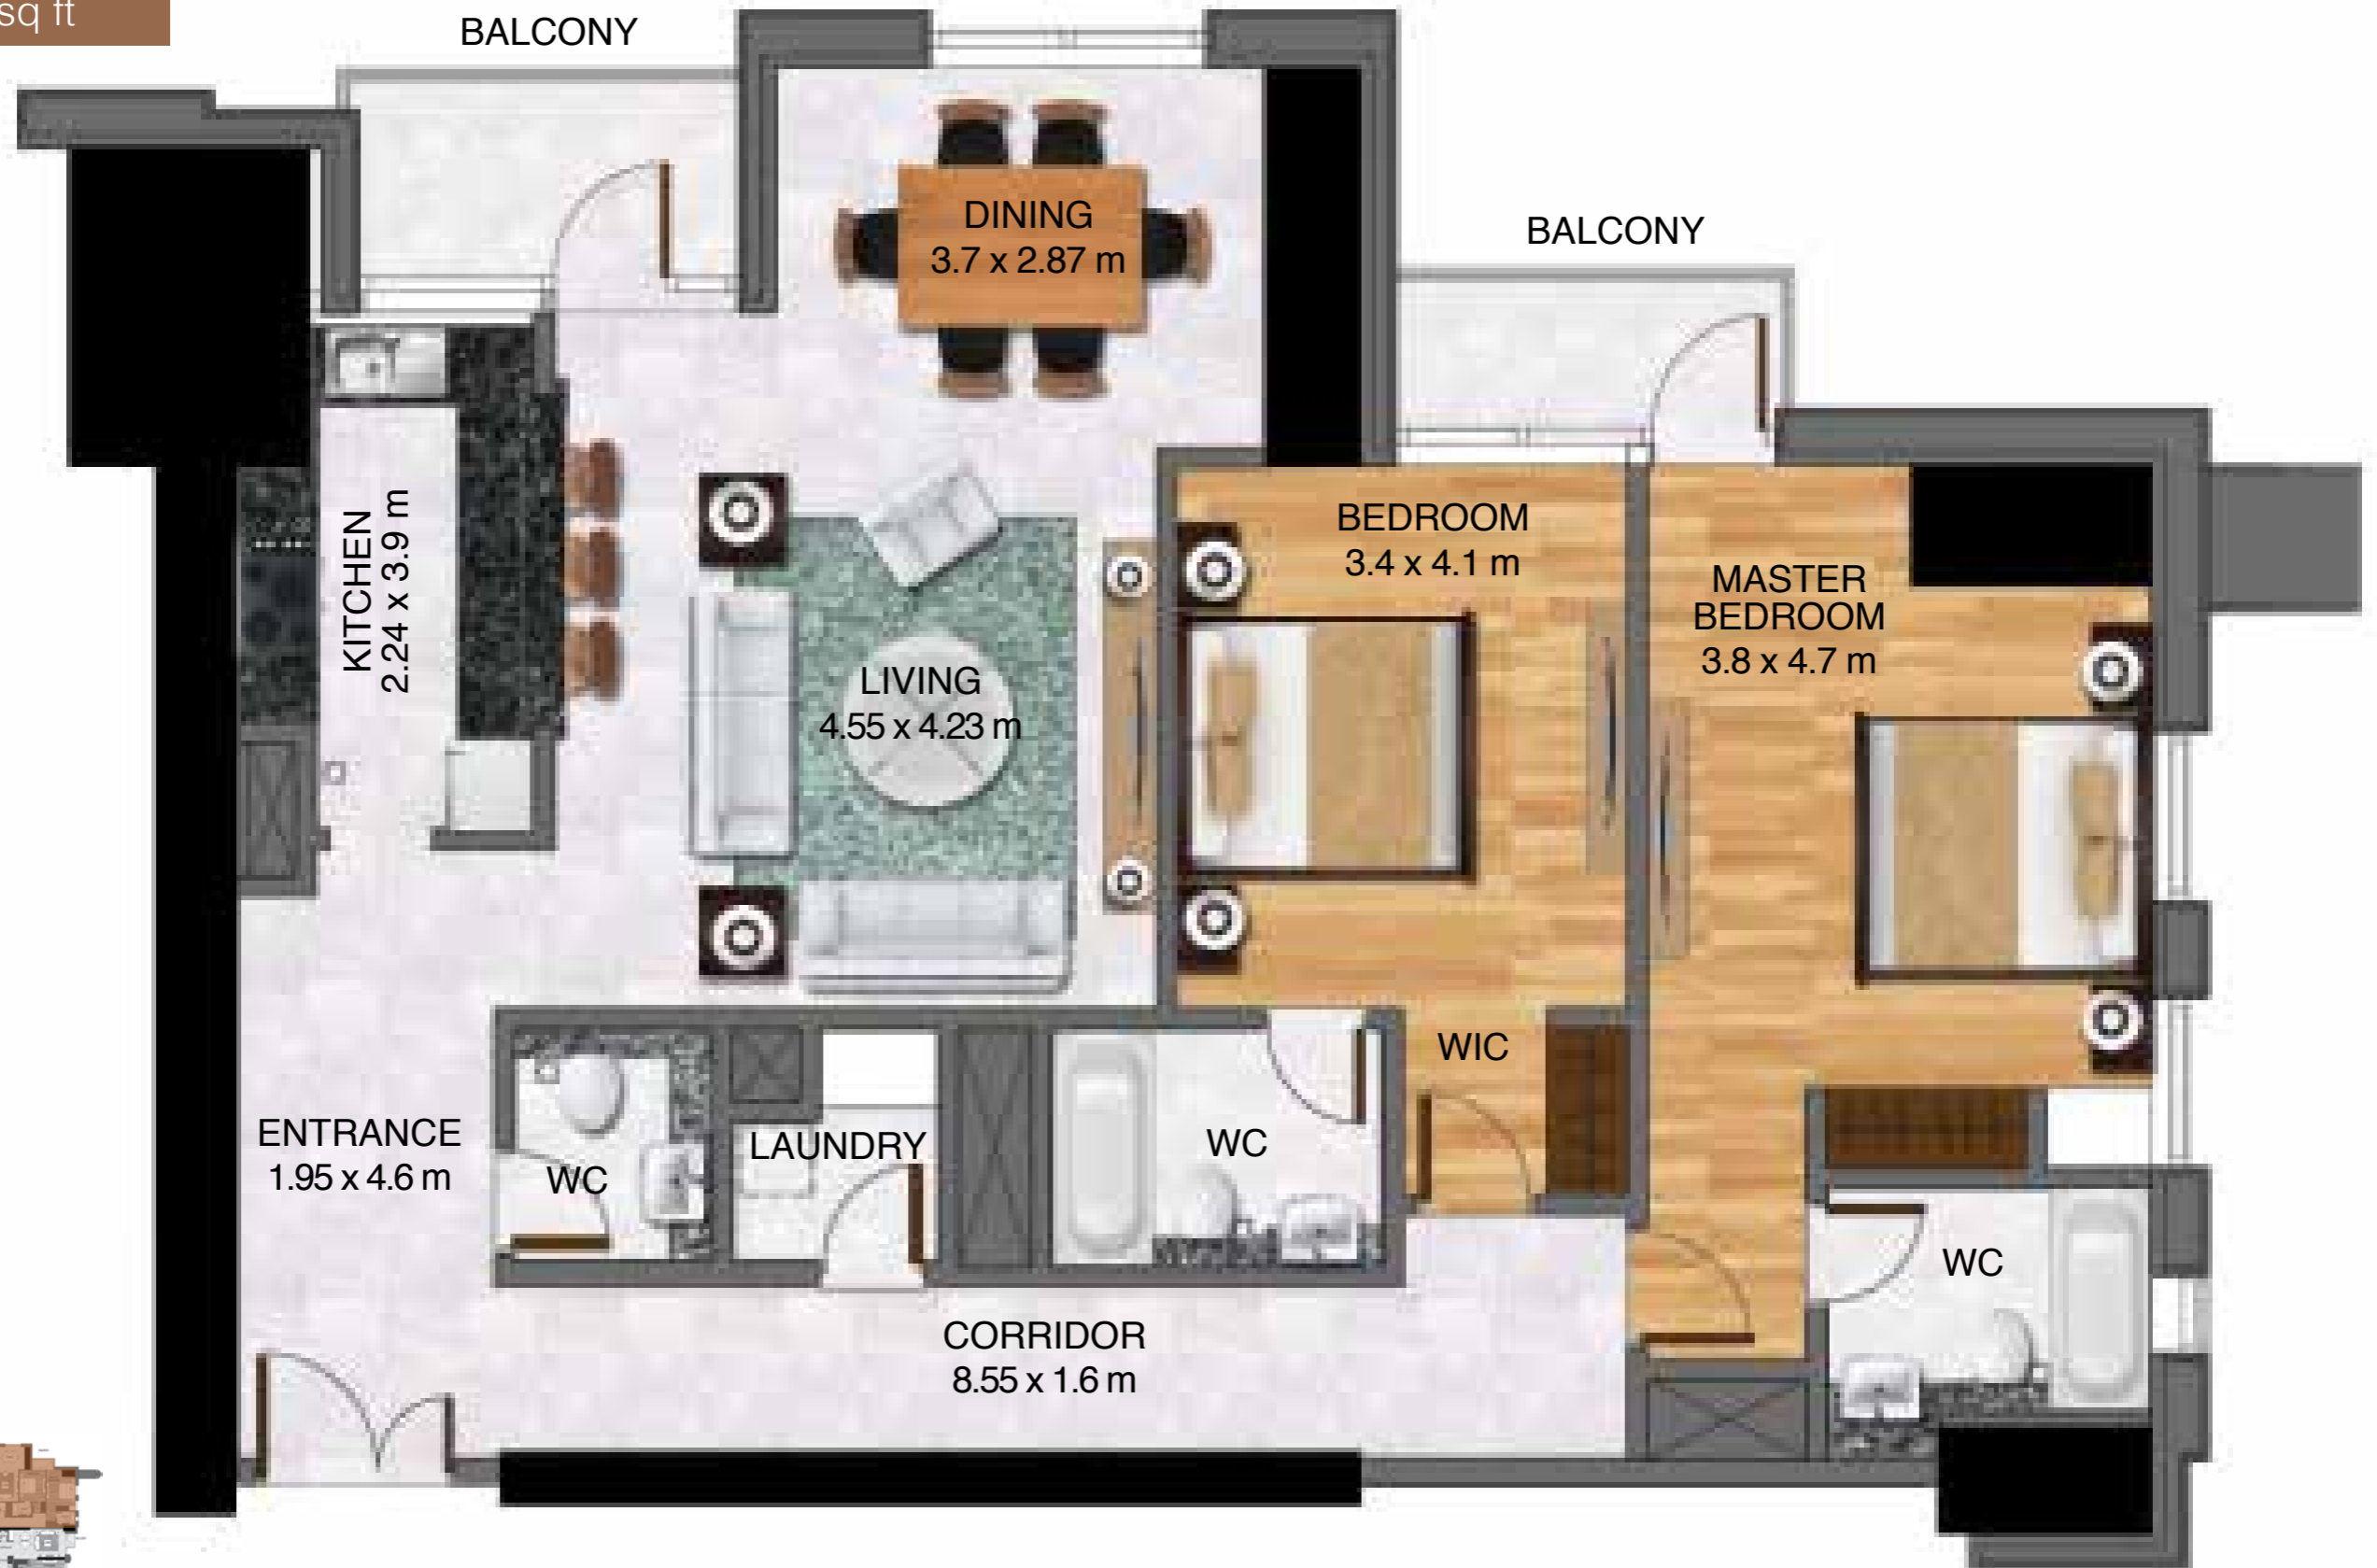 sq ft
BALCONY
DINING
3.7 x 2.87 m
BALCONY
BEDROOM
3.4 x 4.1 m
MASTER
BEDROOM
3.8 x 4.7 m
KITCHEN
2.24 x 3.9 m
LIVING
4.55 x 4.23 m
WIC
ENTRANCE
1.95 x 4.6 m
WC
LAUNDRY
WC
WC
CORRIDOR
8.55 x 1.6 m